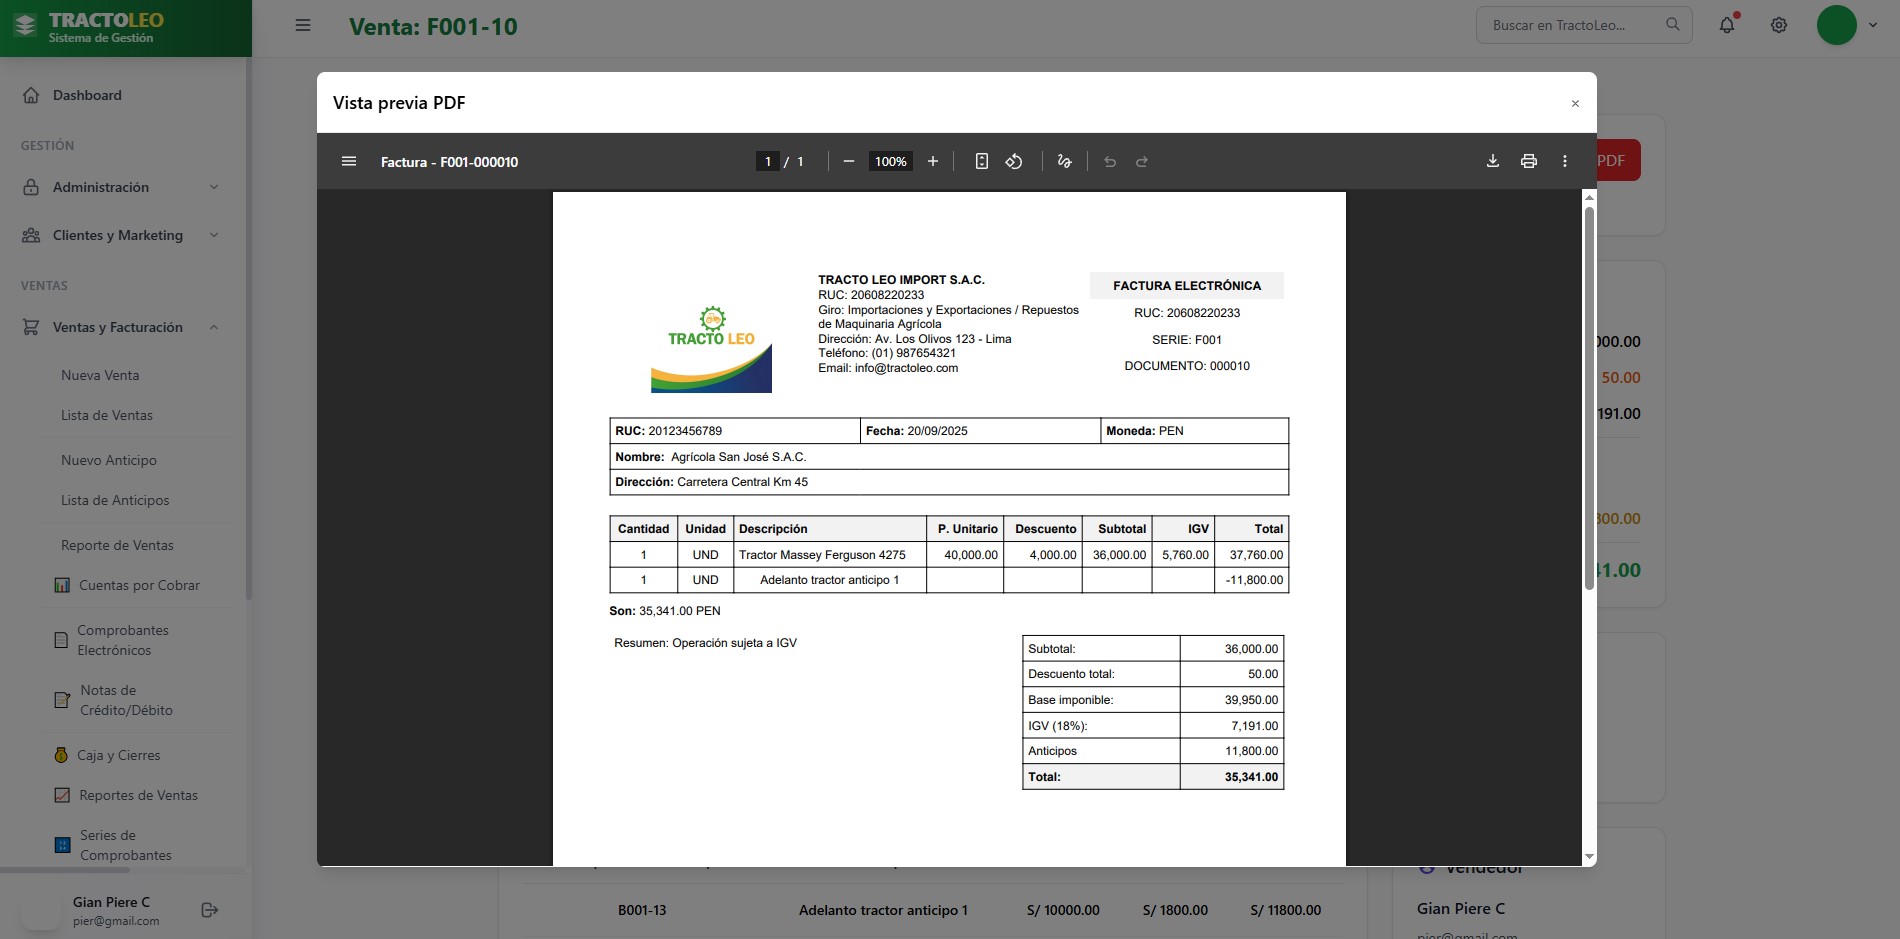 TRACTOLEO
Sistema de Gestión
Venta: F001-10
Buscar en TractoLeo...
Dashboard
GESTIÓN
Administración
Clientes y Marketing
VENTAS
Ventas y Facturación
Nueva Venta
Lista de Ventas
Nuevo Anticipo
Lista de Anticipos
Reporte de Ventas
Cuentas por Cobrar
Comprobantes
Electrónicos
Notas de
Crédito/Débito
Caja y Cierres
Reportes de Ventas
Series de
Comprobantes
Gian Piere C
pier@gmail.com
Vista previa PDF
×
Factura - F001-000010
1 / 1
100%
PDF
TRACTO LEO
TRACTO LEO IMPORT S.A.C.
RUC: 20608220233
Giro: Importaciones y Exportaciones / Repuestos
de Maquinaria Agrícola
Dirección: Av. Los Olivos 123 - Lima
Teléfono: (01) 987654321
Email: info@tractoleo.com
FACTURA ELECTRÓNICA
RUC: 20608220233
SERIE: F001
DOCUMENTO: 000010
RUC: 20123456789 Fecha: 20/09/2025 Moneda: PEN
Nombre: Agrícola San José S.A.C.
Dirección: Carretera Central Km 45
Cantidad Unidad Descripción P. Unitario Descuento Subtotal IGV Total
1 UND Tractor Massey Ferguson 4275 40,000.00 4,000.00 36,000.00 5,760.00 37,760.00
1 UND Adelanto tractor anticipo 1 -11,800.00
Son: 35,341.00 PEN
Resumen: Operación sujeta a IGV
Subtotal: 36,000.00
Descuento total: 50.00
Base imponible: 39,950.00
IGV (18%): 7,191.00
Anticipos 11,800.00
Total: 35,341.00
000.00
50.00
191.00
800.00
41.00
B001-13 Adelanto tractor anticipo 1 S/ 10000.00 S/ 1800.00 S/ 11800.00
Vendedor
Gian Piere C
pier@gmail.com